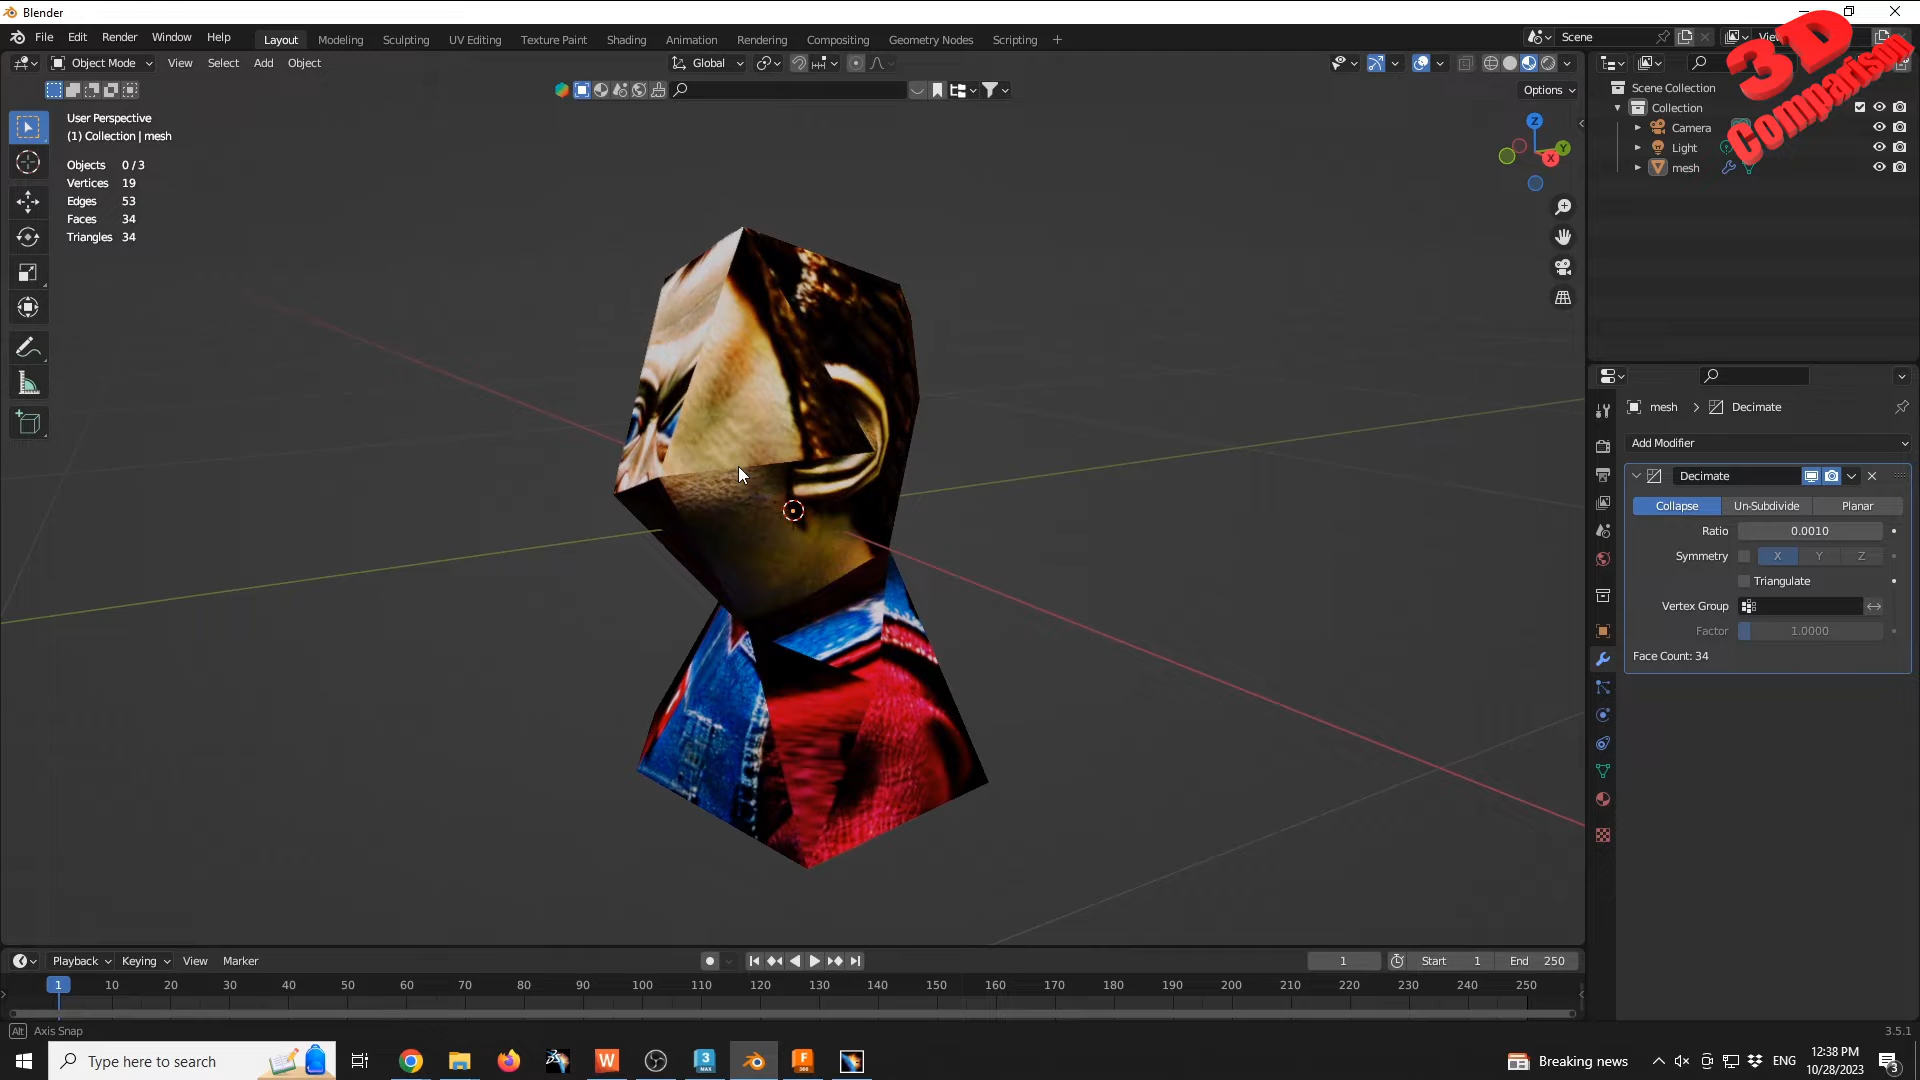 Blender
File Edit Render Window Help
Layout Modeling Sculpting UV Editing Texture Paint Shading Animation Rendering Compositing Geometry Nodes Scripting +
Scene
Object Mode View Select Add Object
Global
3D
Comparison
Options
User Perspective
(1) Collection | mesh
Objects 0 / 3
Vertices 19
Edges 53
Faces 34
Triangles 34
Z
Y
X
Scene Collection
Collection
Camera
Light
mesh
mesh > Decimate
Add Modifier
Decimate
Collapse Un-Subdivide Planar
Ratio 0.0010
Symmetry X Y Z
Triangulate
Vertex Group
Factor 1.0000
Face Count: 34
Playback Keying View Marker
1
Start 1 End 250
1 10 20 30 40 50 60 70 80 90 100 110 120 130 140 150 160 170 180 190 200 210 220 230 240 250
Alt Axis Snap
3.5.1
Type here to search
W
3
MAX
F
360
Breaking news
ENG
12:38 PM
10/28/2023
3